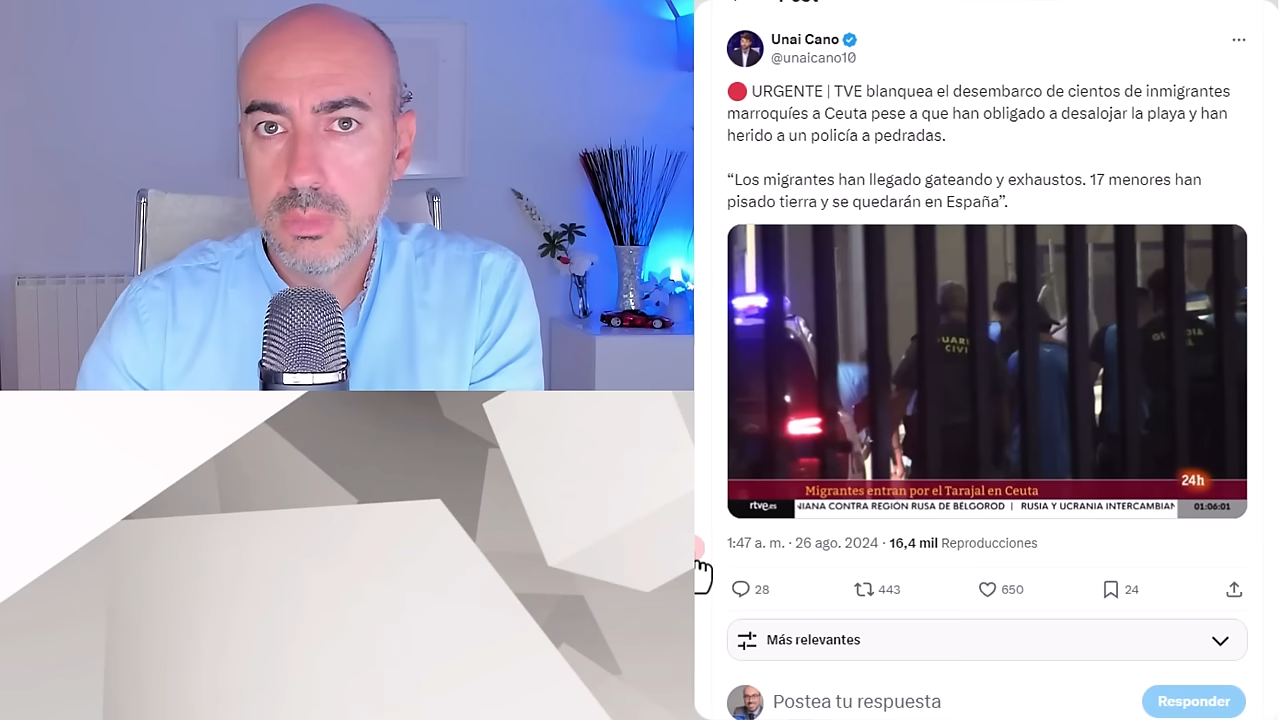 Post
Unai Cano
@unaicano10
URGENTE | TVE blanquea el desembarco de cientos de inmigrantes
marroquíes a Ceuta pese a que han obligado a desalojar la playa y han
herido a un policía a pedradas.
“Los migrantes han llegado gateando y exhaustos. 17 menores han
pisado tierra y se quedarán en España”.
GUARDIA
CIVIL
24h
Migrantes entran por el Tarajal en Ceuta
rtve.es NIANA CONTRA REGIÓN RUSA DE BÉLGOROD | RUSIA Y UCRANIA INTERCAMBIAN 01:06:01
1:47 a. m. · 26 ago. 2024 · 16,4 mil Reproducciones
28 443 650 24
Más relevantes
Postea tu respuesta
Responder